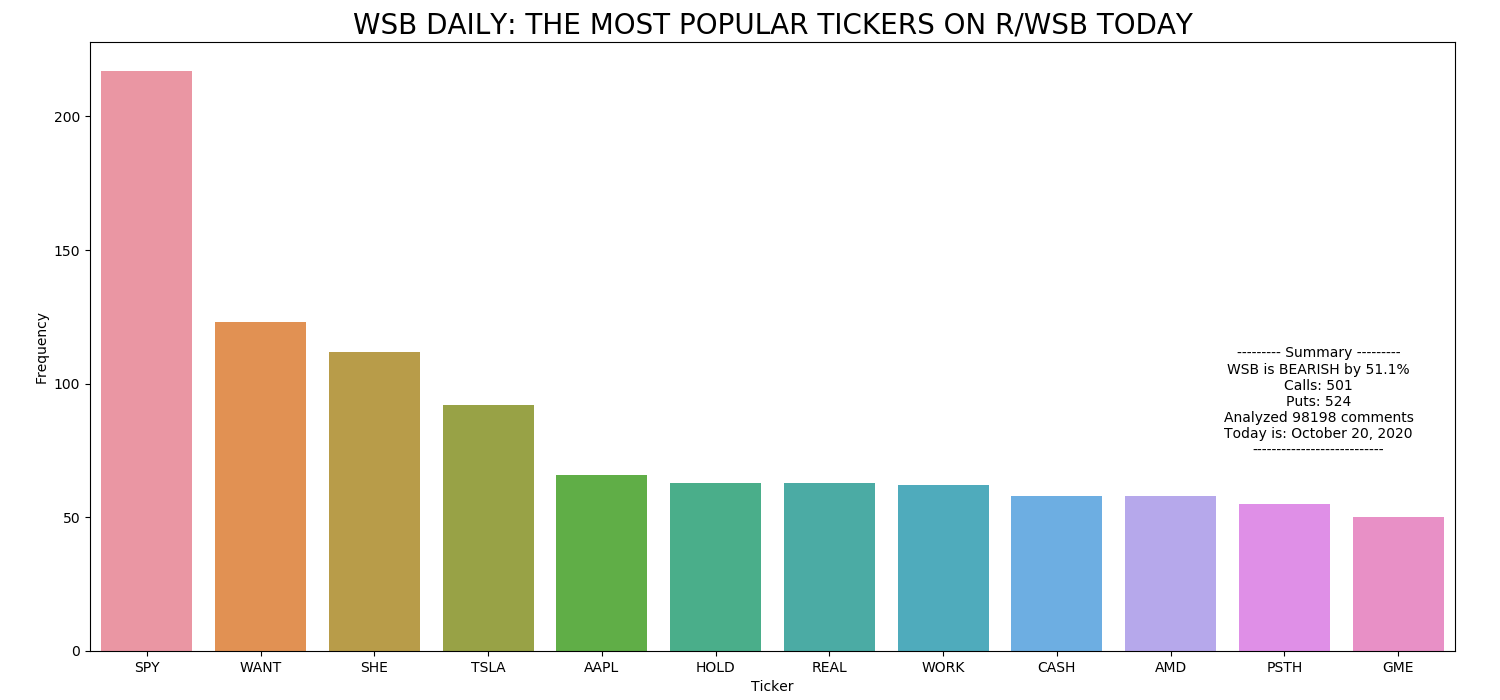 WSB DAILY: THE MOST POPULAR TICKERS ON R/WSB TODAY
200
150
100
50
0
Frequency
--------- Summary ---------
WSB is BEARISH by 51.1%
Calls: 501
Puts: 524
Analyzed 98198 comments
Today is: October 20, 2020
---------------------------
SPY WANT SHE TSLA AAPL HOLD REAL WORK CASH AMD PSTH GME
Ticker